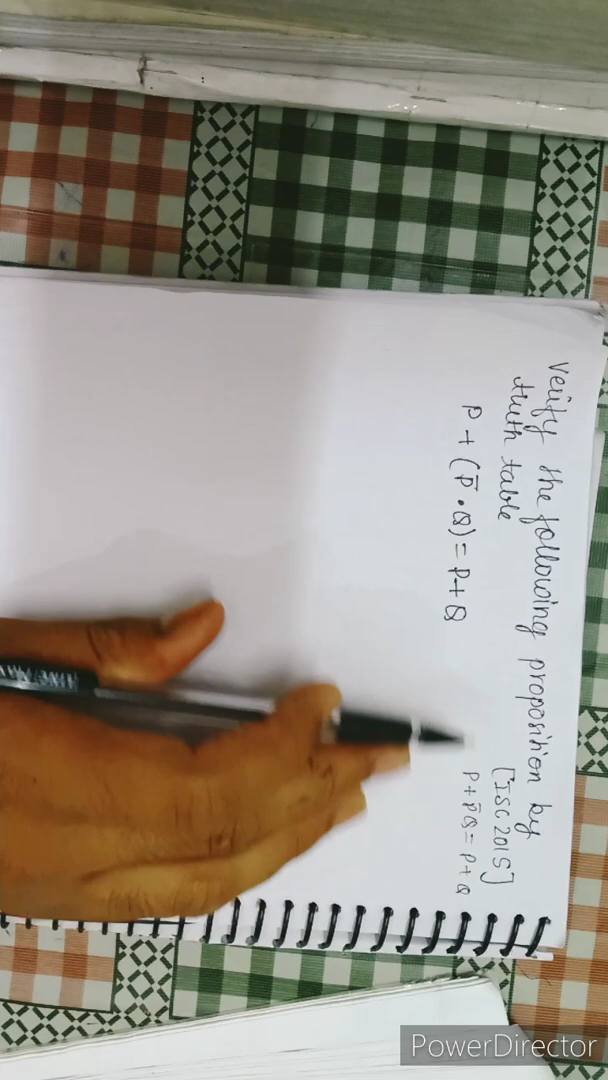 Verify the following proposition by
truth table
[ISC 2015]
P + (P̄ . Q) = P + Q
P + P̄Q = P + Q
PowerDirector